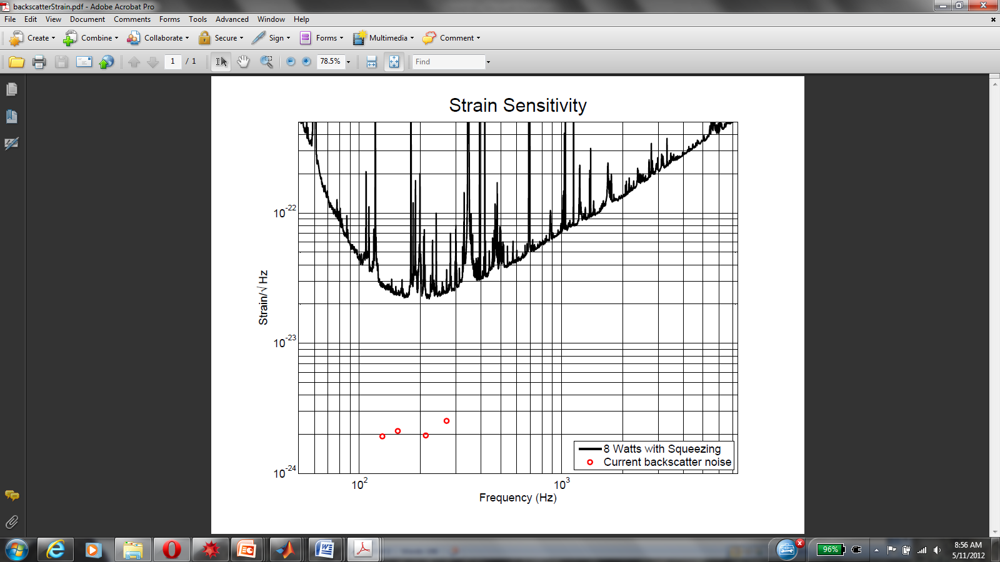 backscatterStrain.pdf - Adobe Acrobat Pro
File Edit View Document Comments Forms Tools Advanced Window Help
Create Combine Collaborate Secure Sign Forms Multimedia Comment
1 / 1 78.5% Find
Strain Sensitivity
10-22
10-23
10-24
Strain/√ Hz
8 Watts with Squeezing
Current backscatter noise
102 103
Frequency (Hz)
96%
8:56 AM
5/11/2012